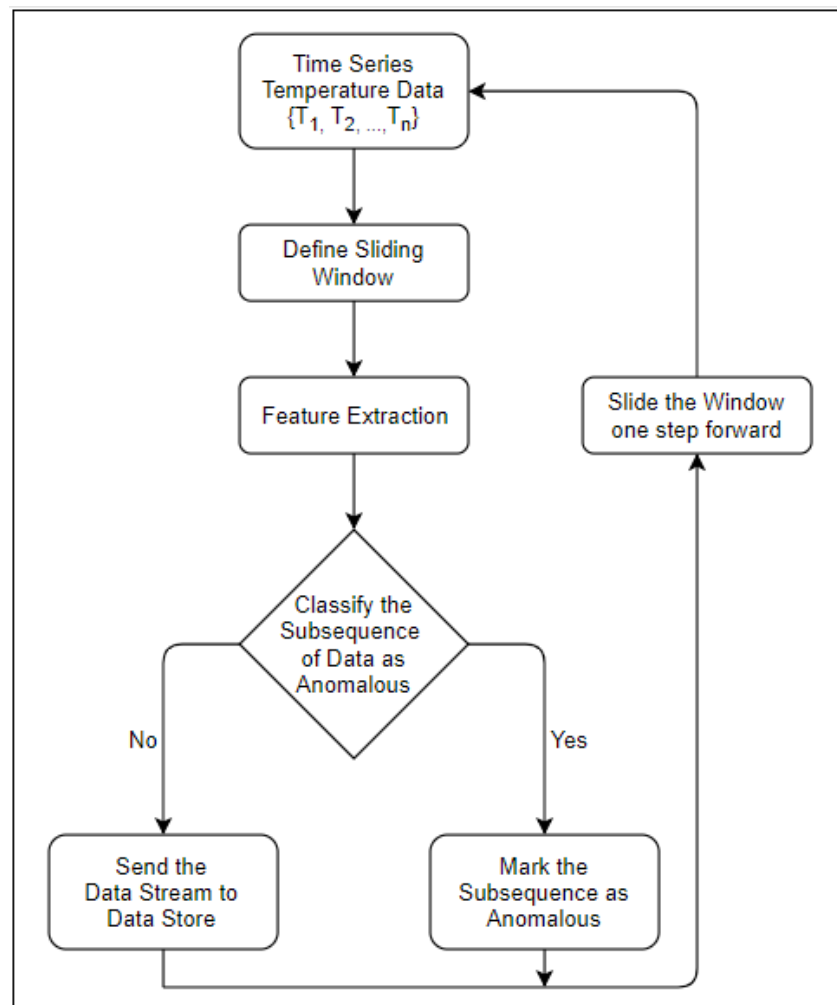 Time Series
Temperature Data
{T1, T2, ...,Tn}
Define Sliding
Window
Feature Extraction
Slide the Window
one step forward
Classify the
Subsequence
of Data as
Anomalous
No
Yes
Send the
Data Stream to
Data Store
Mark the
Subsequence as
Anomalous